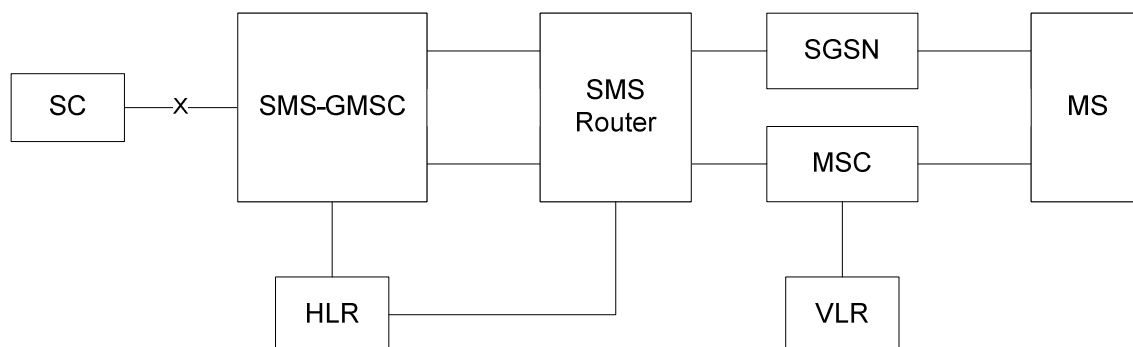 SC
X
SMS-GMSC
SMS
Router
SGSN
MSC
MS
HLR
VLR